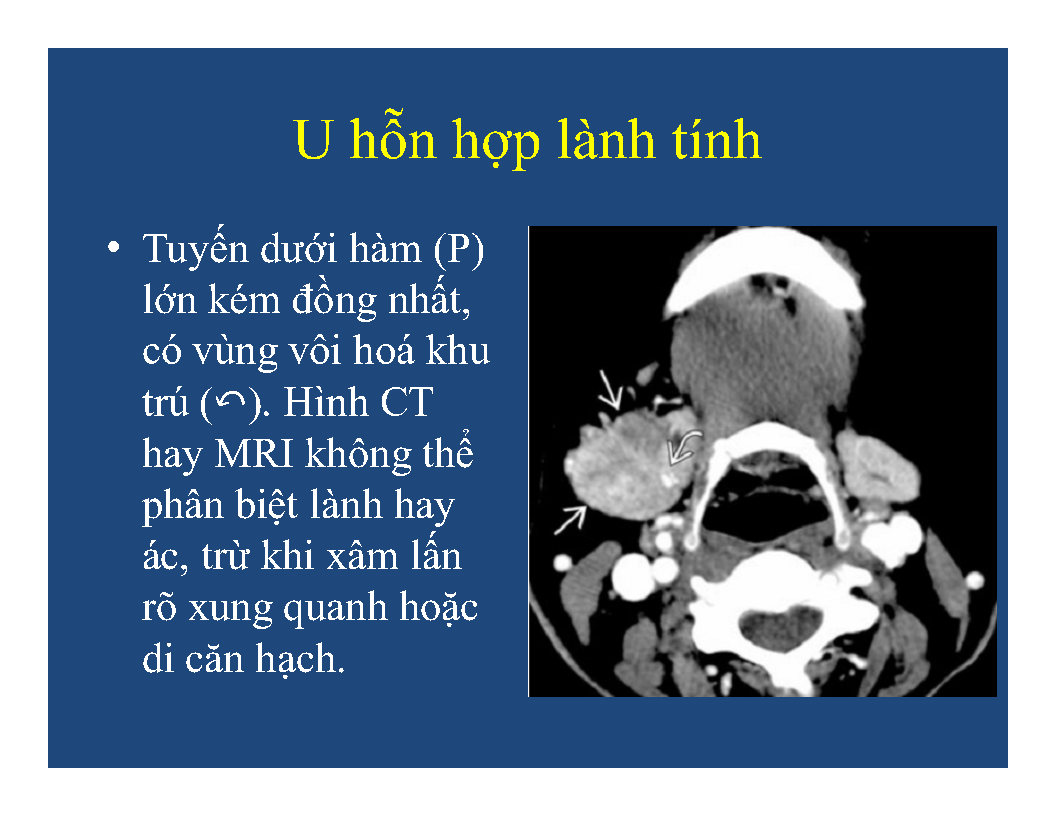 U hỗn hợp lành tính
• Tuyến dưới hàm (P)
lớn kém đồng nhất,
có vùng vôi hoá khu
trú (⤺). Hình CT
hay MRI không thể
phân biệt lành hay
ác, trừ khi xâm lấn
rõ xung quanh hoặc
di căn hạch.